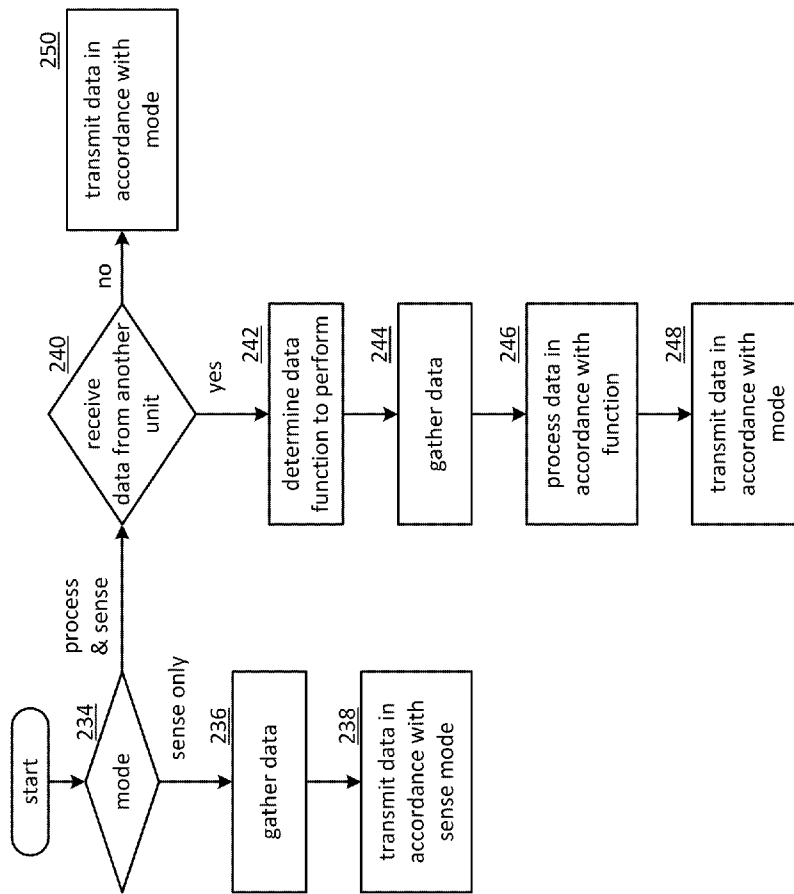 start
234
mode
process
& sense
sense only
236
gather data
238
transmit data in
accordance with
sense mode
240
receive
data from another
unit
no
250
transmit data in
accordance with
mode
yes
242
determine data
function to perform
244
gather data
246
process data in
accordance with
function
248
transmit data in
accordance with
mode